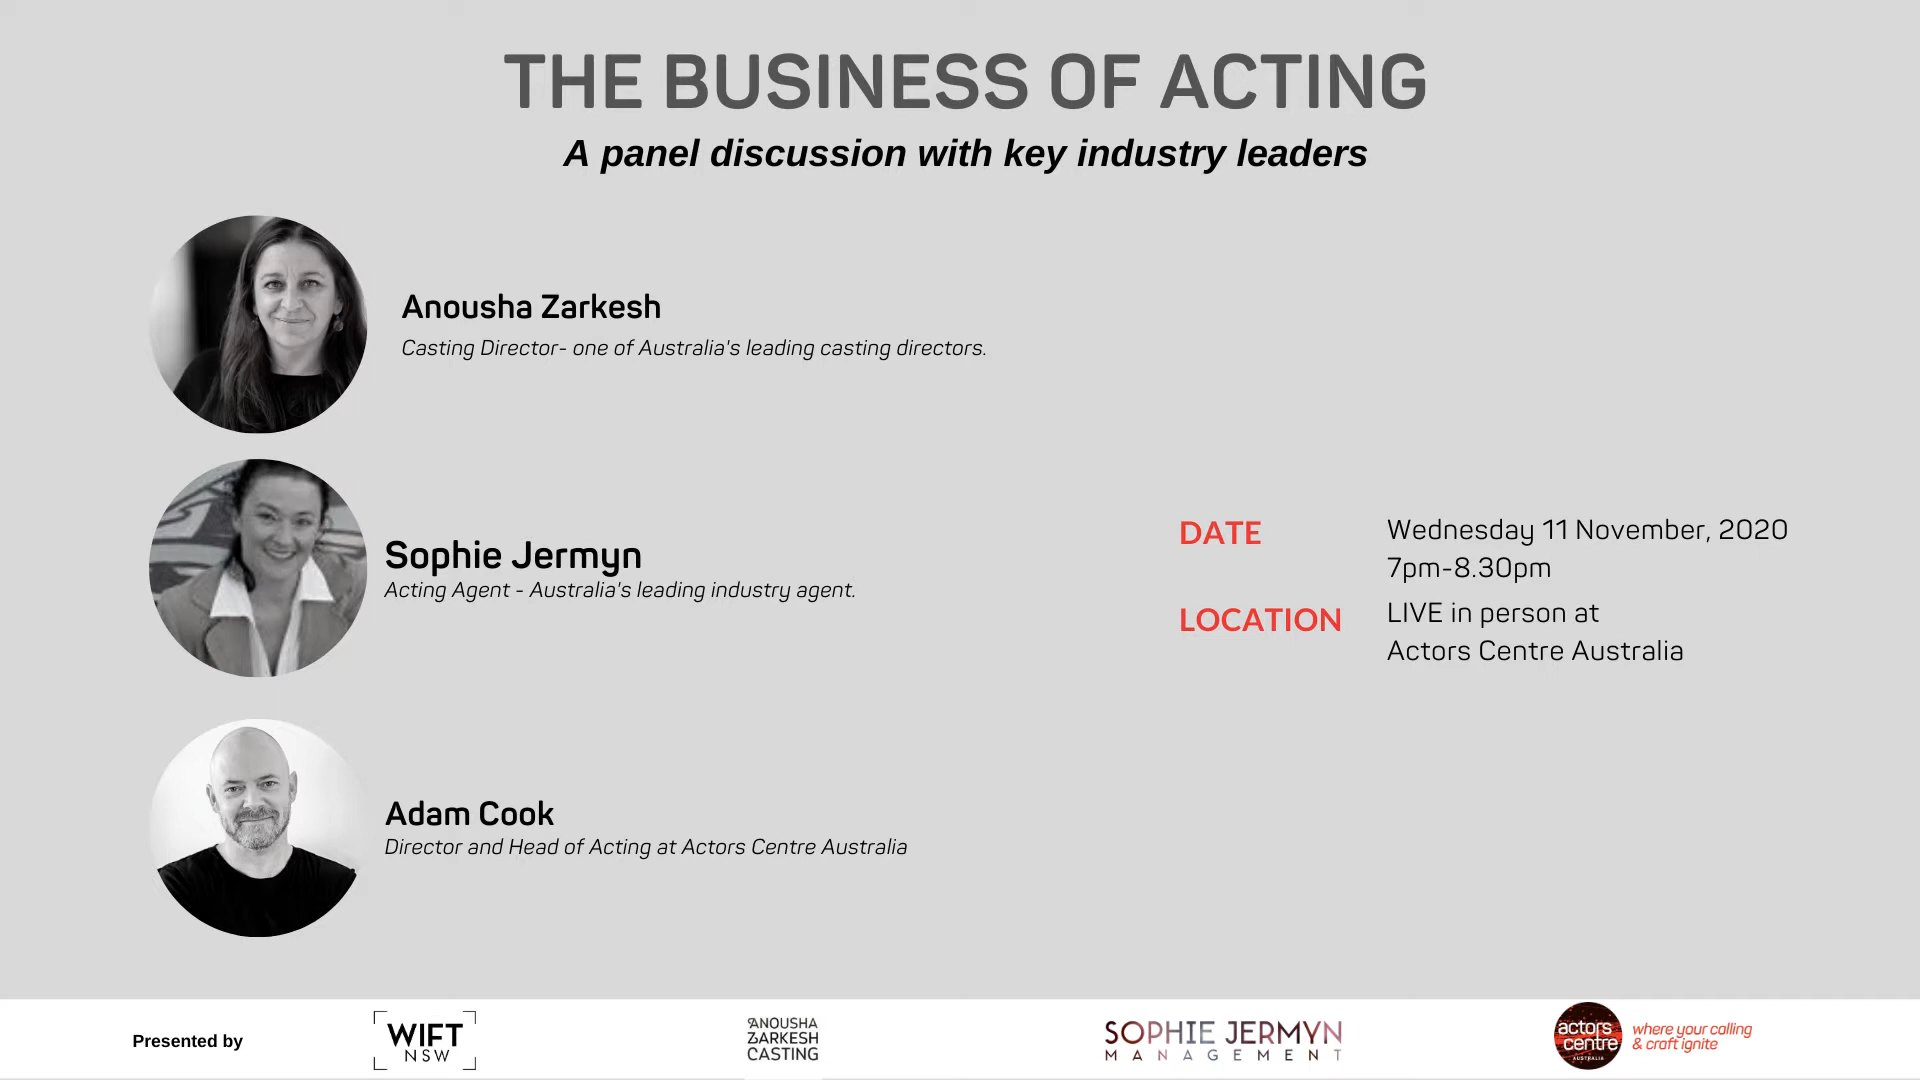 THE BUSINESS OF ACTING
A panel discussion with key industry leaders
Anousha Zarkesh
Casting Director- one of Australia's leading casting directors.
Sophie Jermyn
Acting Agent - Australia's leading industry agent.
DATE
Wednesday 11 November, 2020
7pm-8.30pm
LOCATION
LIVE in person at
Actors Centre Australia
Adam Cook
Director and Head of Acting at Actors Centre Australia
Presented by
WIFT
NSW
ANOUSHA
ZARKESH
CASTING
SOPHIE JERMYN
MANAGEMENT
actors
centre
AUSTRALIA
where your calling
& craft ignite